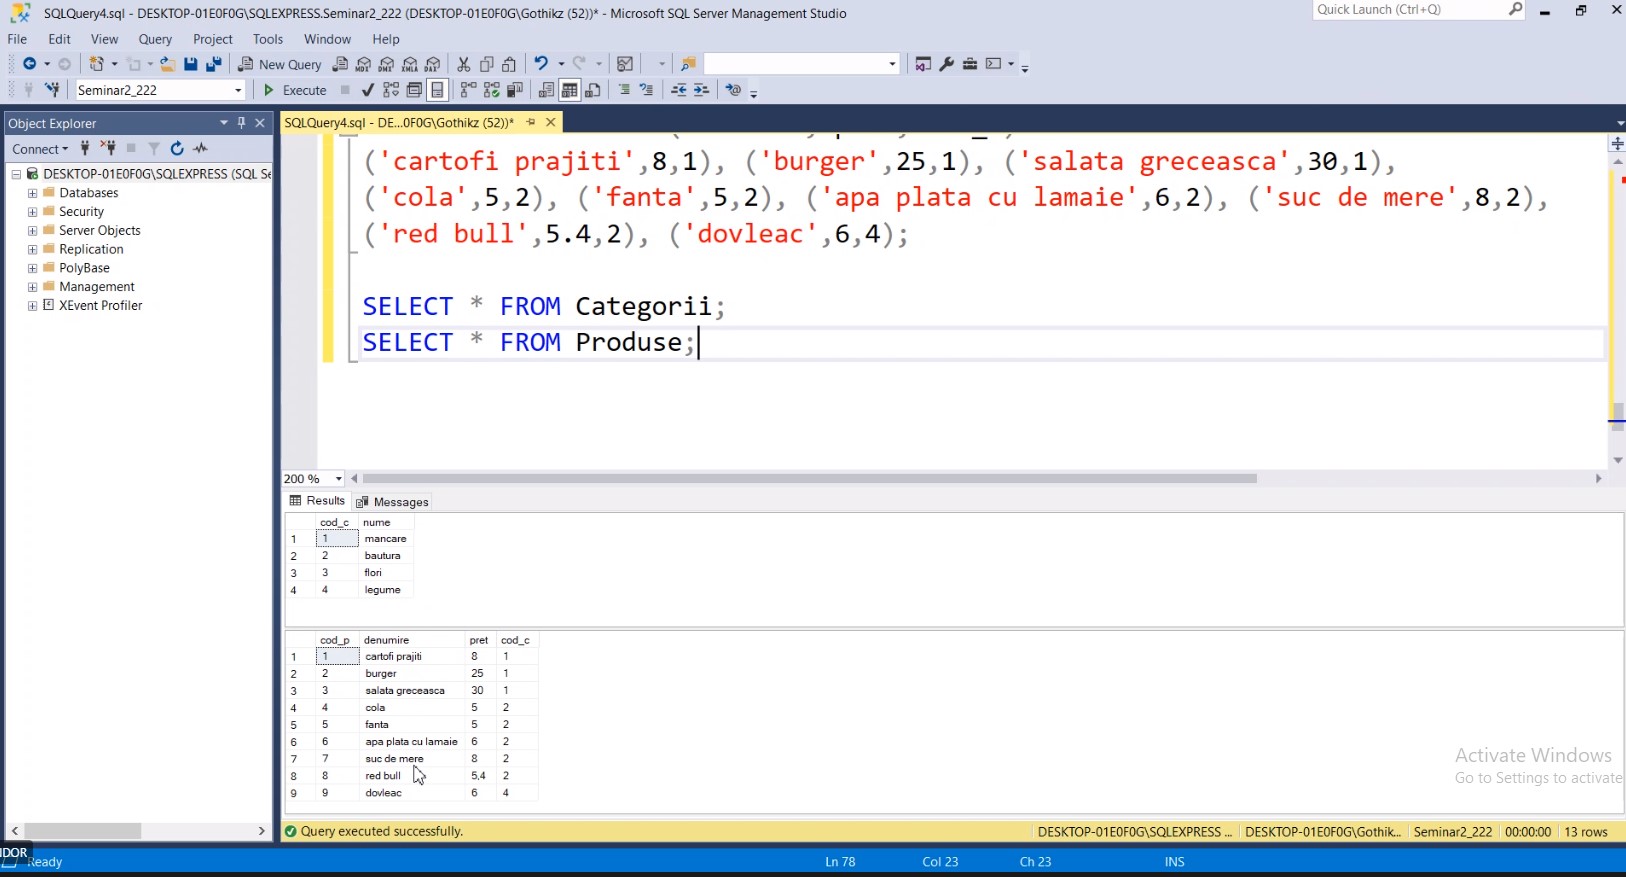 SQLQuery4.sql - DESKTOP-01E0F0G\SQLEXPRESS.Seminar2_222 (DESKTOP-01E0F0G\Gothikz (52))* - Microsoft SQL Server Management Studio
Quick Launch (Ctrl+Q)
File Edit View Query Project Tools Window Help
New Query
MDX DMX XMLA DAX
Seminar2_222
Execute
Object Explorer
SQLQuery4.sql - DE...0F0G\Gothikz (52))*
Connect
DESKTOP-01E0F0G\SQLEXPRESS (SQL Se
Databases
Security
Server Objects
Replication
PolyBase
Management
XEvent Profiler
('cartofi prajiti',8,1), ('burger',25,1), ('salata greceasca',30,1),
('cola',5,2), ('fanta',5,2), ('apa plata cu lamaie',6,2), ('suc de mere',8,2),
('red bull',5.4,2), ('dovleac',6,4);
SELECT * FROM Categorii;
SELECT * FROM Produse;
200 %
Results Messages
cod_c nume
1 1 mancare
2 2 bautura
3 3 flori
4 4 legume
cod_p denumire pret cod_c
1 1 cartofi prajiti 8 1
2 2 burger 25 1
3 3 salata greceasca 30 1
4 4 cola 5 2
5 5 fanta 5 2
6 6 apa plata cu lamaie 6 2
7 7 suc de mere 8 2
8 8 red bull 5,4 2
9 9 dovleac 6 4
Activate Windows
Go to Settings to activate
Query executed successfully.
DESKTOP-01E0F0G\SQLEXPRESS ... DESKTOP-01E0F0G\Gothik... Seminar2_222 00:00:00 13 rows
NDOR
Ready
Ln 78 Col 23 Ch 23 INS